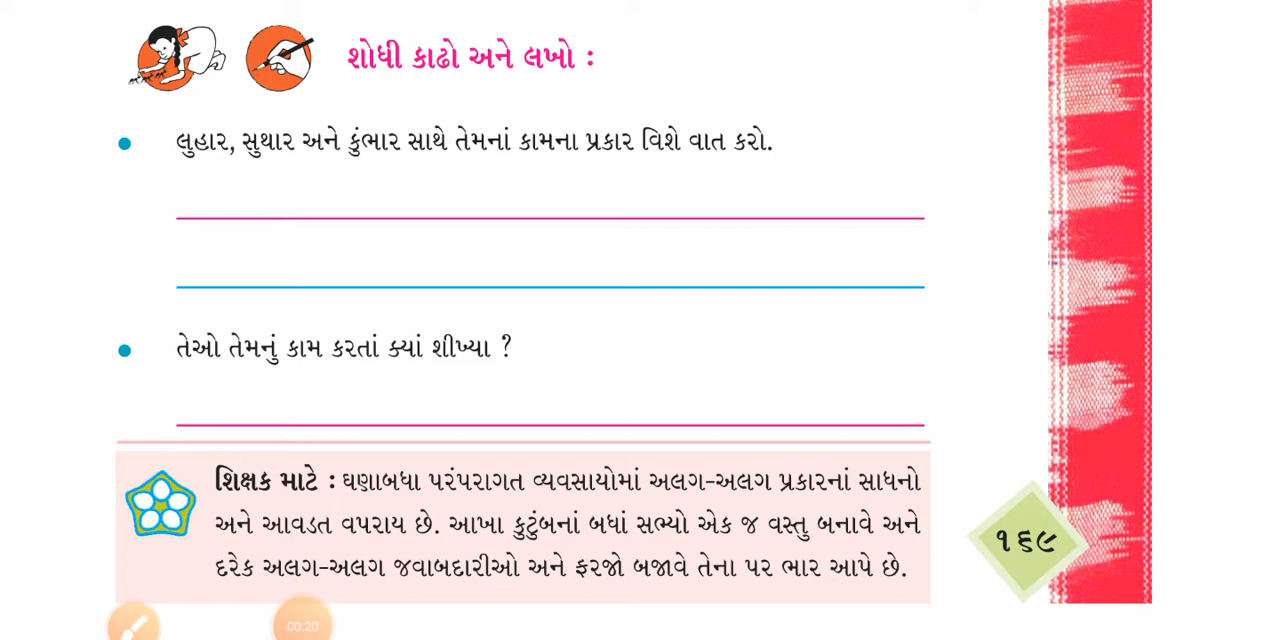 શોધી કાઢો અને લખો :
લુહાર, સુથાર અને કુંભાર સાથે તેમનાં કામના પ્રકાર વિશે વાત કરો.
તેઓ તેમનું કામ કરતાં ક્યાં શીખ્યા ?
શિક્ષક માટે : ઘણાબધા પરંપરાગત વ્યવસાયોમાં અલગ-અલગ પ્રકારનાં સાધનો
અને આવડત વપરાય છે. આખા કુટુંબનાં બધાં સભ્યો એક જ વસ્તુ બનાવે અને
દરેક અલગ-અલગ જવાબદારીઓ અને ફરજો બજાવે તેના પર ભાર આપે છે.
૧૬૯
00:20